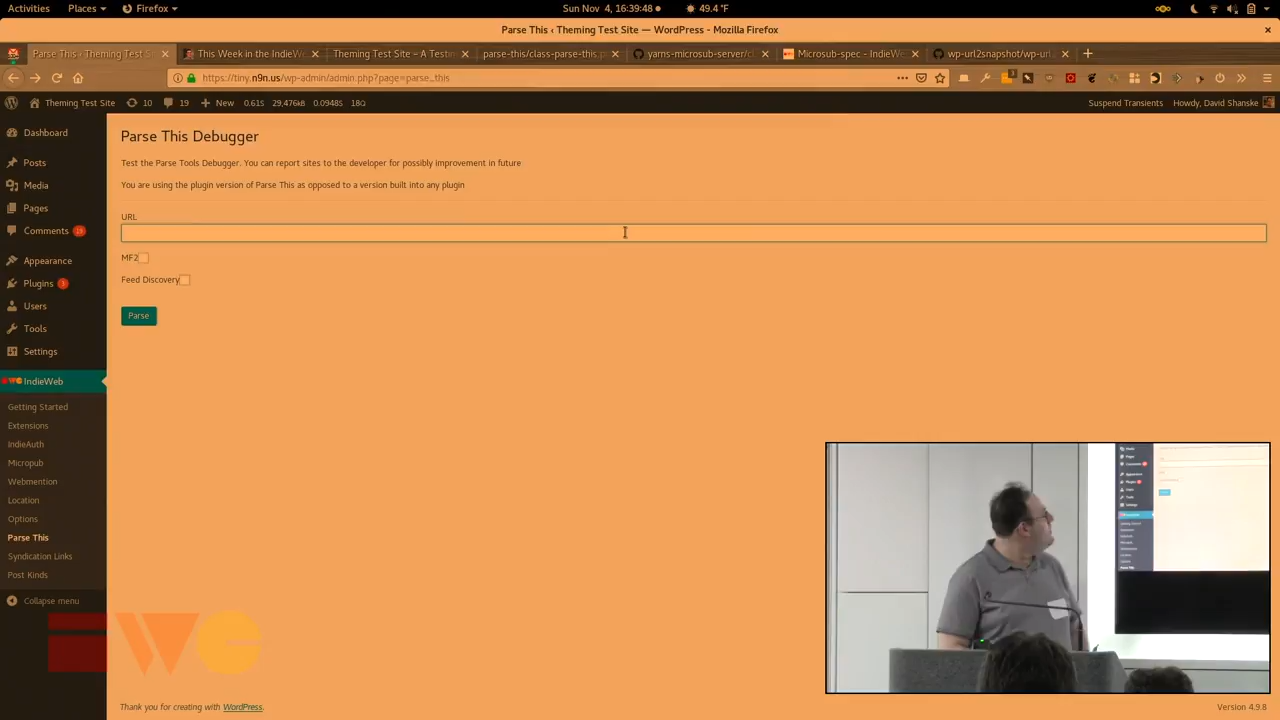 Activities Places Firefox Sun Nov 4, 16:39:48 49.4 °F
Parse This ‹ Theming Test Site — WordPress - Mozilla Firefox
Parse This ‹ Theming Test S This Week in the IndieWe Theming Test Site – A Testin parse-this/class-parse-this.p yarns-microsub-server/cl Microsub-spec - IndieWe wp-url2snapshot/wp-url
https://tiny.n9n.us/wp-admin/admin.php?page=parse_this
Theming Test Site 10 19 New 0.61S 29,476kB 0.0948S 18Q Suspend Transients Howdy, David Shanske
Dashboard
Posts
Media
Pages
Comments 19
Appearance
Plugins 3
Users
Tools
Settings
IndieWeb
Getting Started
Extensions
IndieAuth
Micropub
Webmention
Location
Options
Parse This
Syndication Links
Post Kinds
Collapse menu
Parse This Debugger
Test the Parse Tools Debugger. You can report sites to the developer for possibly improvement in future
You are using the plugin version of Parse This as opposed to a version built into any plugin
URL
MF2
Feed Discovery
Parse
Thank you for creating with WordPress.
Version 4.9.8